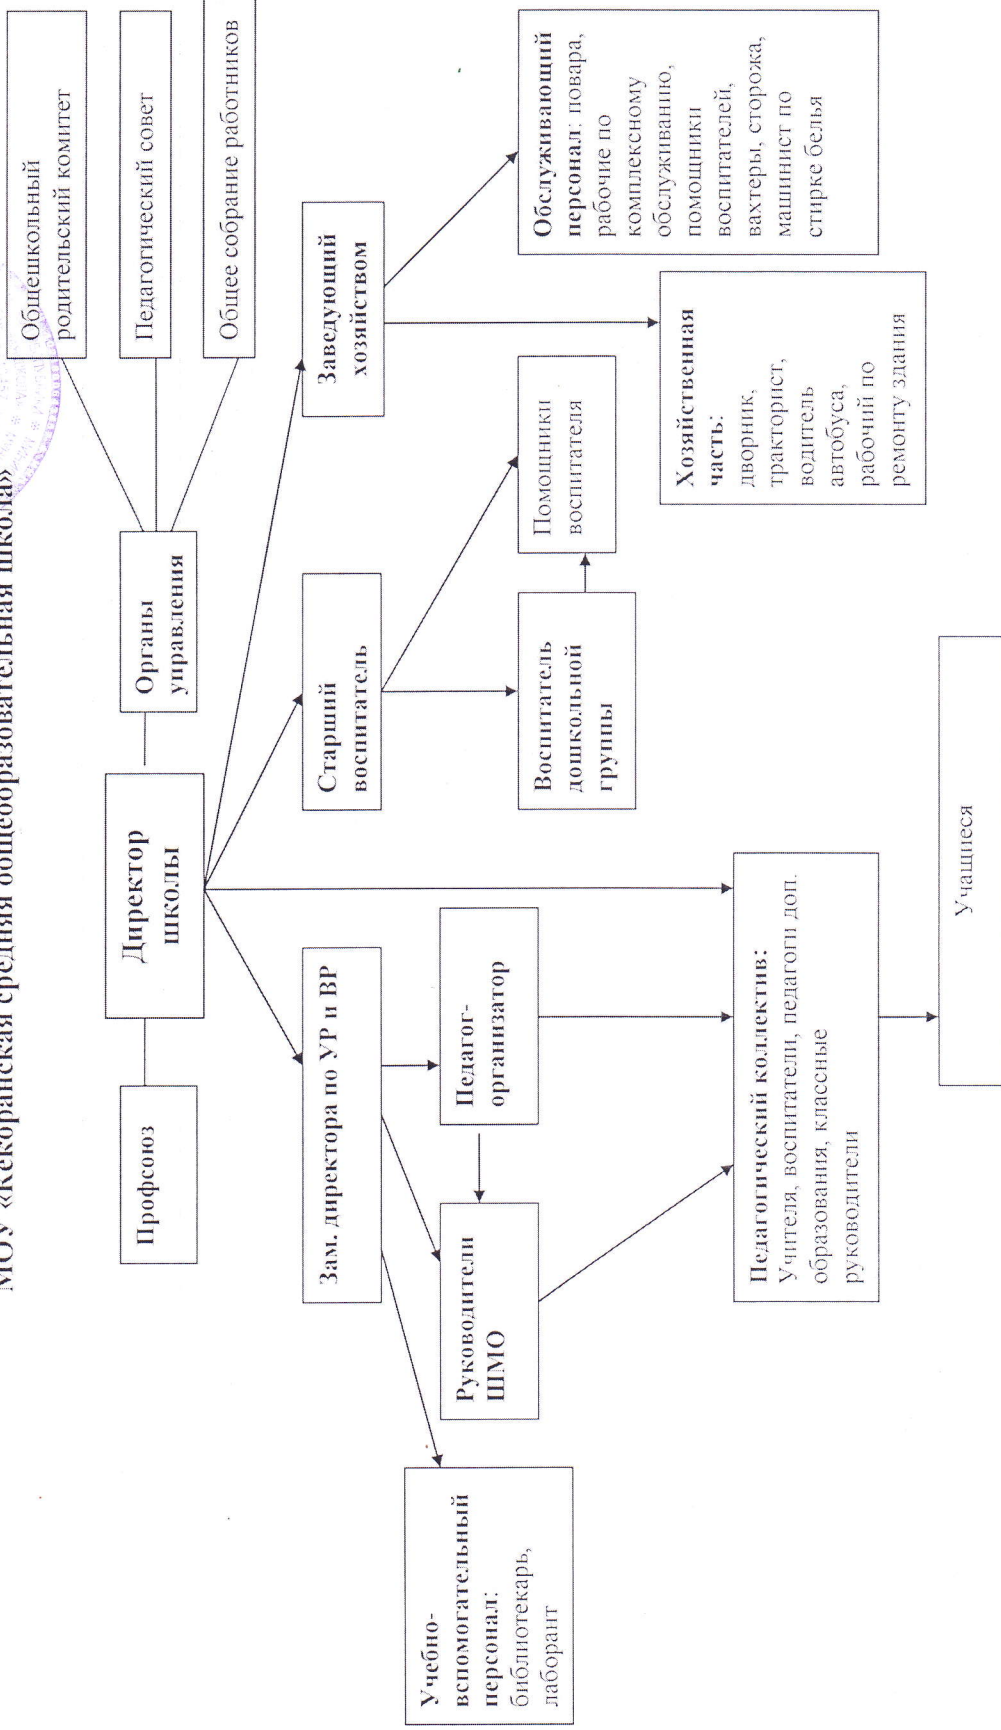 МОУ «Кекоранская средняя общеобразовательная школа»
Общешкольный
родительский комитет
Педагогический совет
Общее собрание работников
Органы
управления
Директор
школы
Профсоюз
Зам. директора по УР и ВР
Старший
воспитатель
Заведующий
хозяйством
Учебно-
вспомогательный
персонал:
библиотекарь,
лаборант
Руководители
ШМО
Педагог-
организатор
Воспитатель
дошкольной
группы
Помощники
воспитателя
Обслуживающий
персонал: повара,
рабочие по
комплексному
обслуживанию,
помощники
воспитателей,
вахтеры, сторожа,
машинист по
стирке белья
Хозяйственная
часть:
дворник,
тракторист,
водитель
автобуса,
рабочий по
ремонту здания
Педагогический коллектив:
Учителя, воспитатели, педагоги доп.
образования, классные
руководители
Учащиеся